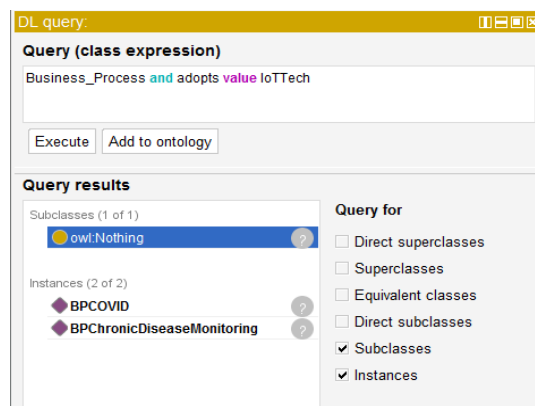 DL query:
Query (class expression)
Business_Process and adopts value IoTTech
Execute Add to ontology
Query results
Subclasses (1 of 1)
owl:Nothing ?
Instances (2 of 2)
BPCOVID ?
BPChronicDiseaseMonitoring ?
Query for
Direct superclasses
Superclasses
Equivalent classes
Direct subclasses
Subclasses
Instances